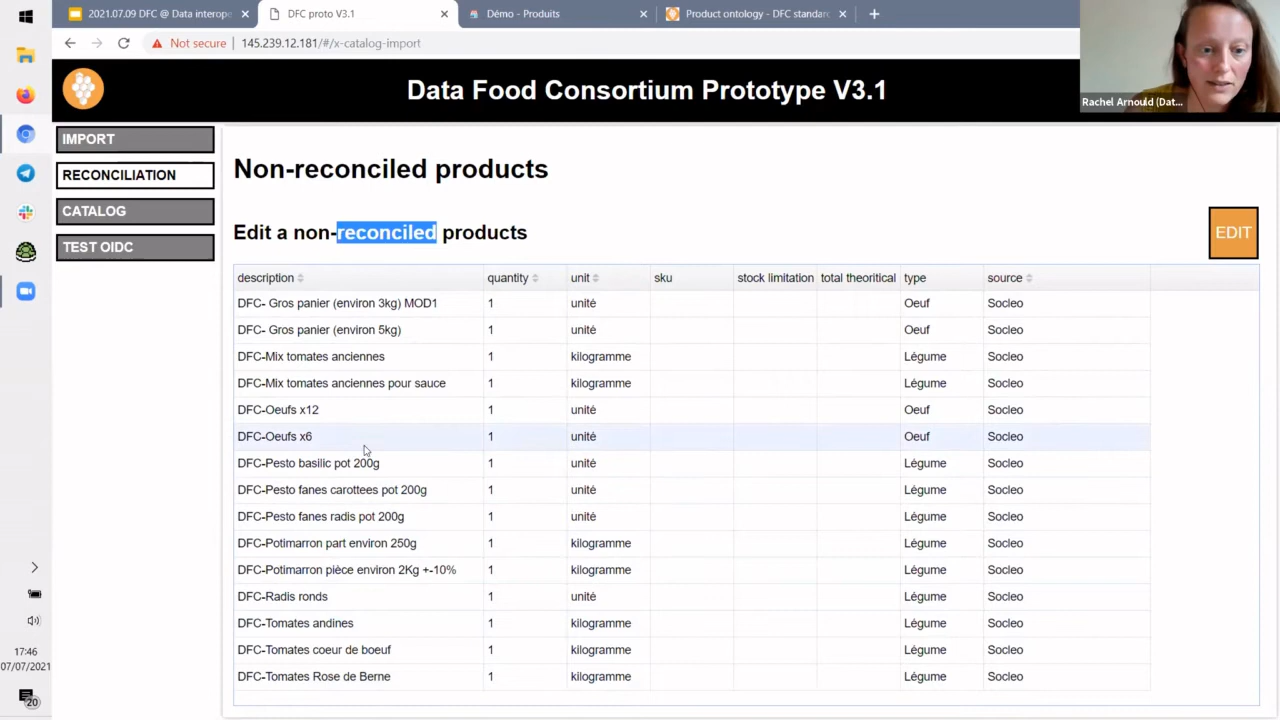 2021.07.09 DFC @ Data interope
DFC proto V3.1
Démo - Produits
Product ontology - DFC standard
Not secure
145.239.12.181/#/x-catalog-import
Rachel Arnould (Dat...
Data Food Consortium Prototype V3.1
IMPORT
RECONCILIATION
CATALOG
TEST OIDC
Non-reconciled products
Edit a non-reconciled products
EDIT
description quantity unit sku stock limitation total theoritical type source
DFC- Gros panier (environ 3kg) MOD1 1 unité Oeuf Socleo
DFC- Gros panier (environ 5kg) 1 unité Oeuf Socleo
DFC-Mix tomates anciennes 1 kilogramme Légume Socleo
DFC-Mix tomates anciennes pour sauce 1 kilogramme Légume Socleo
DFC-Oeufs x12 1 unité Oeuf Socleo
DFC-Oeufs x6 1 unité Oeuf Socleo
DFC-Pesto basilic pot 200g 1 unité Légume Socleo
DFC-Pesto fanes carottees pot 200g 1 unité Légume Socleo
DFC-Pesto fanes radis pot 200g 1 unité Légume Socleo
DFC-Potimarron part environ 250g 1 kilogramme Légume Socleo
DFC-Potimarron pièce environ 2Kg +-10% 1 kilogramme Légume Socleo
DFC-Radis ronds 1 unité Légume Socleo
DFC-Tomates andines 1 kilogramme Légume Socleo
DFC-Tomates coeur de boeuf 1 kilogramme Légume Socleo
DFC-Tomates Rose de Berne 1 kilogramme Légume Socleo
17:46
07/07/2021
20